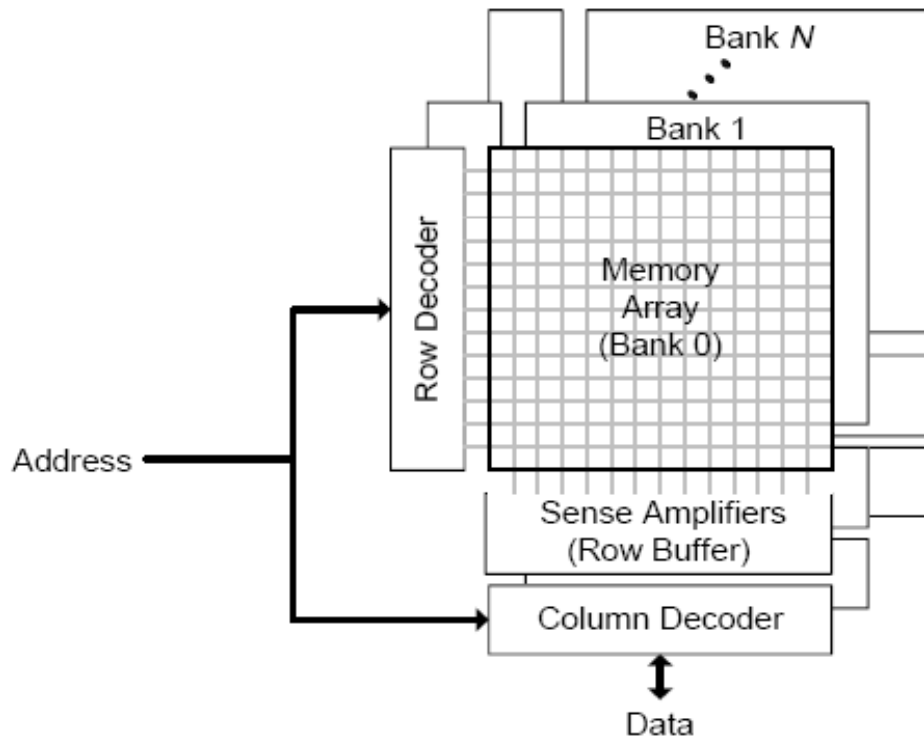 Bank N
Bank 1
Row Decoder
Memory
Array
(Bank 0)
Address
Sense Amplifiers
(Row Buffer)
Column Decoder
Data